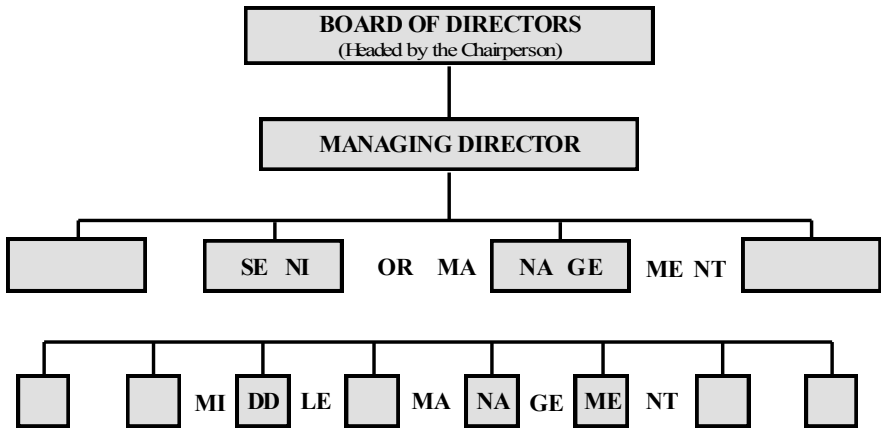 BOARD OF DIRECTORS
(Headed by the Chairperson)
MANAGING DIRECTOR
SE NI OR MA NA GE ME NT
MI DD LE MA NA GE ME NT